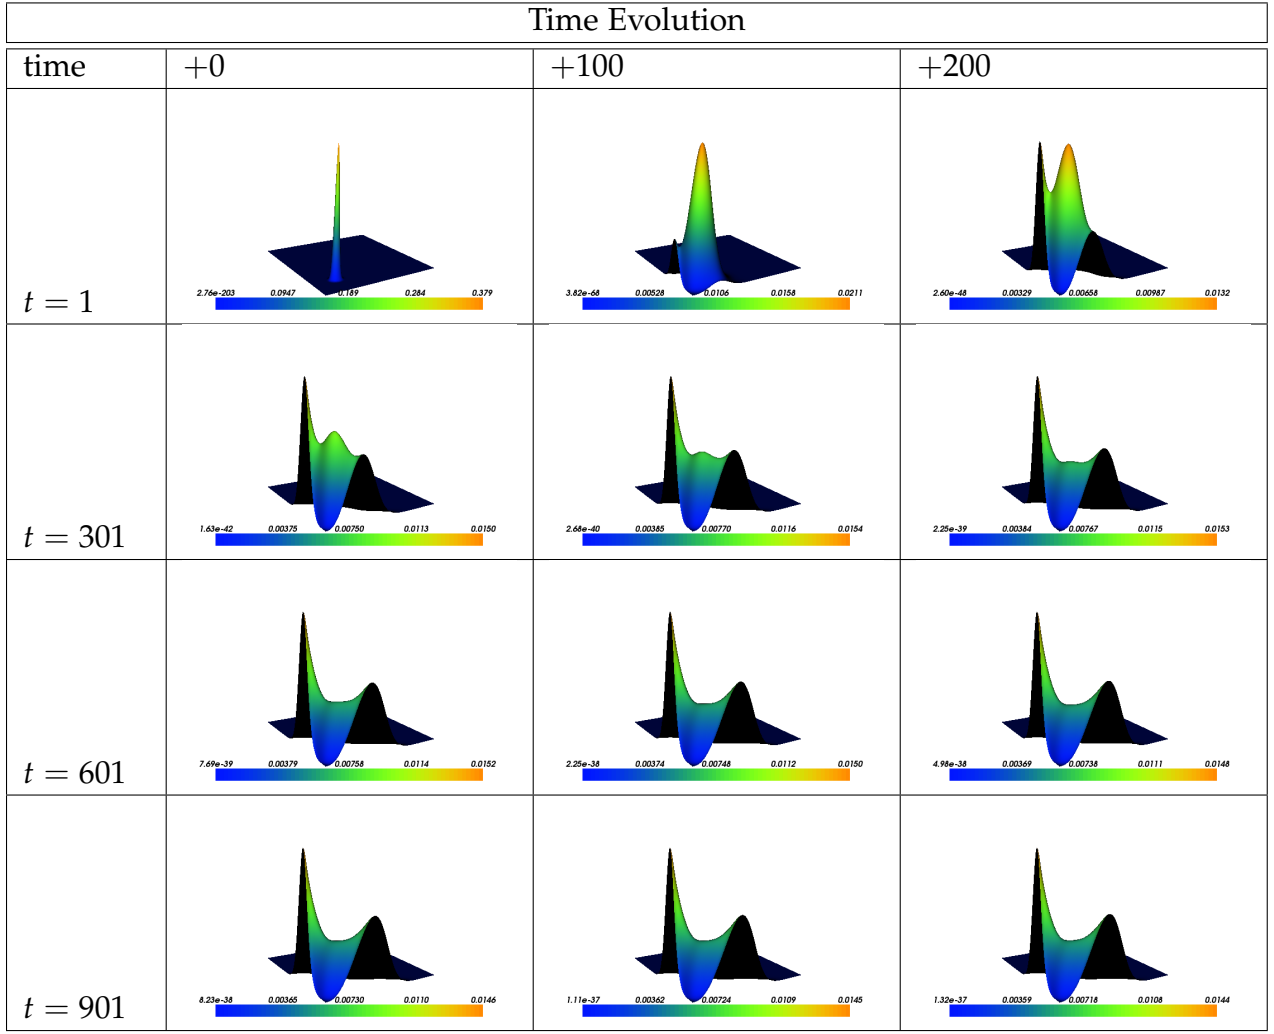 Time Evolution
time +0 +100 +200
2.76e-203 0.0947 0.189 0.284 0.379 3.82e-68 0.00528 0.0106 0.0158 0.0211 2.60e-48 0.00329 0.00658 0.00987 0.0132
t = 1
1.63e-42 0.00375 0.00750 0.0113 0.0150 2.68e-40 0.00385 0.00770 0.0116 0.0154 2.25e-39 0.00384 0.00767 0.0115 0.0153
t = 301
7.69e-39 0.00379 0.00758 0.0114 0.0152 2.25e-38 0.00374 0.00748 0.0112 0.0150 4.98e-38 0.00369 0.00738 0.0111 0.0148
t = 601
8.23e-38 0.00365 0.00730 0.0110 0.0146 1.11e-37 0.00362 0.00724 0.0109 0.0145 1.32e-37 0.00359 0.00718 0.0108 0.0144
t = 901